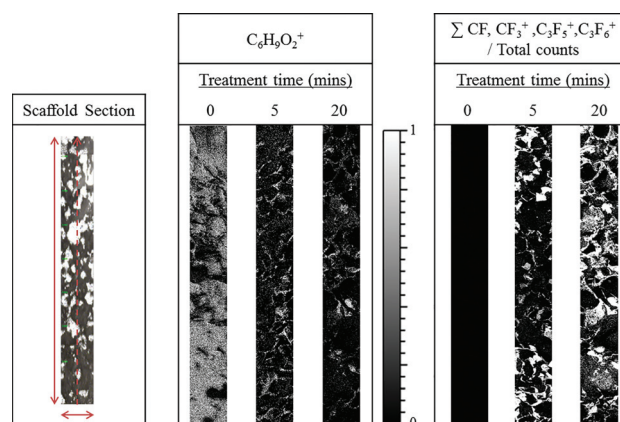 Scaffold Section
C₆H₉O₂⁺
Treatment time (mins)
0 5 20
1
0
∑ CF, CF₃⁺ ,C₃F₅⁺,C₃F₆⁺
/ Total counts
Treatment time (mins)
0 5 20